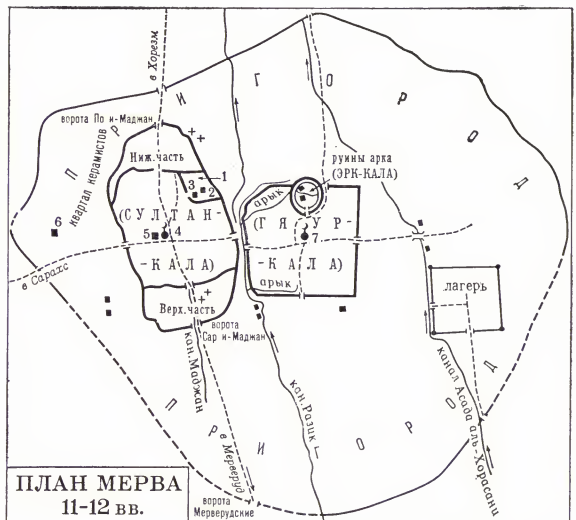 в Хорезм
П Р И Г О Р О Д
ворота По и-Маджан
квартал керамистов
Ниж. часть
1
3 2
руины арка
(ЭРК-КАЛА)
арык
6
(СУЛТАН-
(ГЯУР-
5 4
7
-КАЛА)
-КАЛА)
арык
в Сарахс
лагерь
Верх. часть
ворота
Сар и-Маджан
кан. Маджан
кан. Разик
канал Асада аль-Хорасани
в Мерверуд
П Р И Г О Р О Д
ПЛАН МЕРВА
11-12 вв.
ворота
Мерверудские